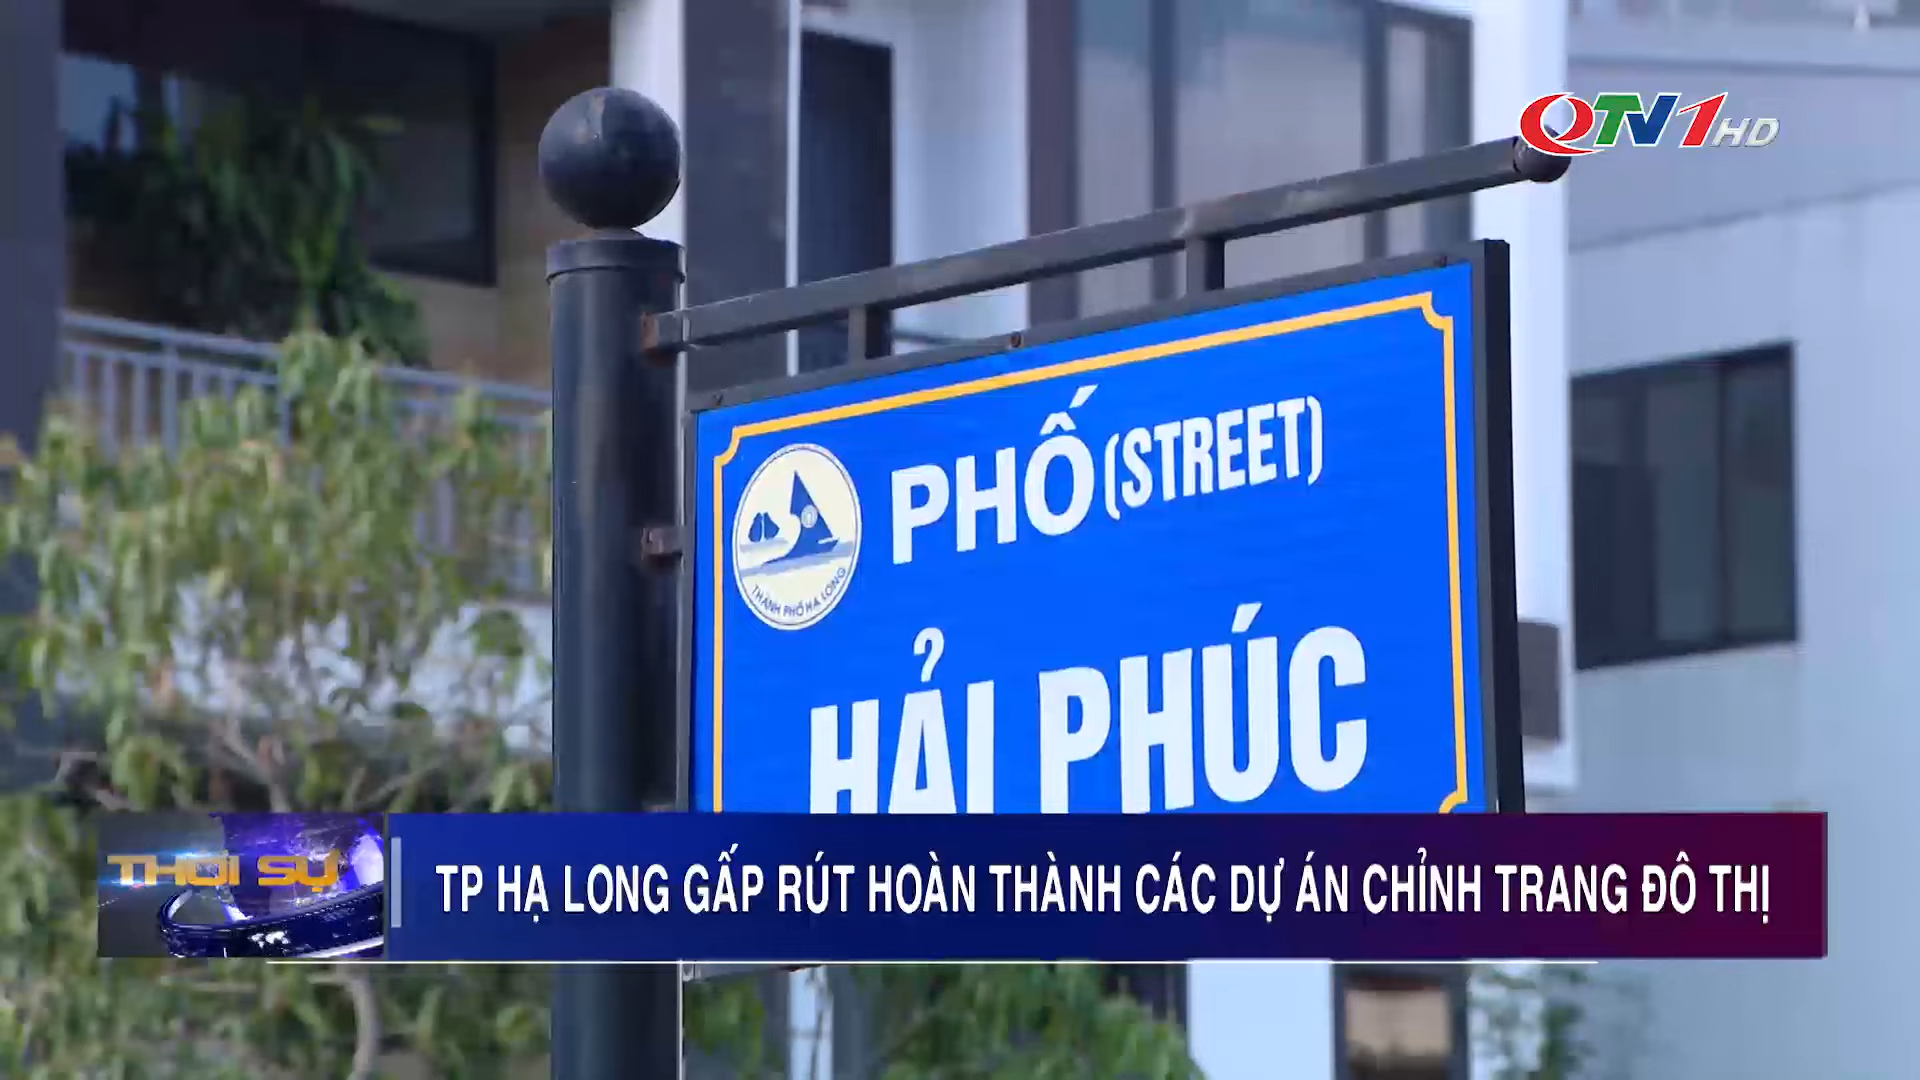 QTV1HD
PHỐ (STREET)
THÀNH PHỐ HẠ LONG
HẢI PHÚC
THỜI SỰ
TP HẠ LONG GẤP RÚT HOÀN THÀNH CÁC DỰ ÁN CHỈNH TRANG ĐÔ THỊ